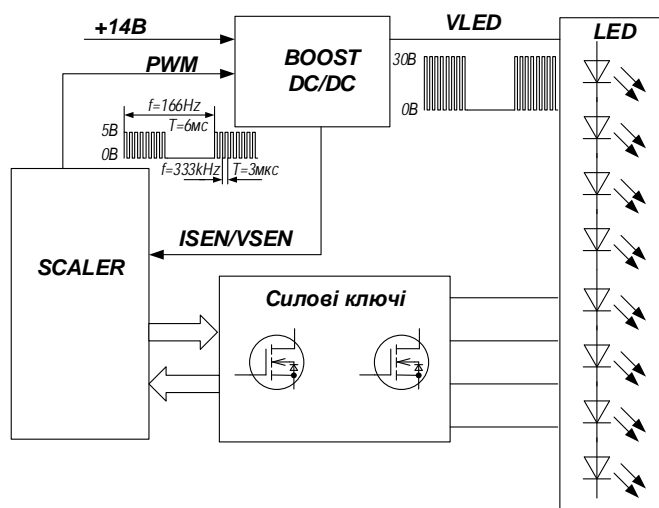 +14В
BOOST
DC/DC
VLED
LED
PWM
30В
0В
f=166Hz
T=6мс
5В
0В
f=333kHz
T=3мкс
ISEN/VSEN
SCALER
Силові ключі